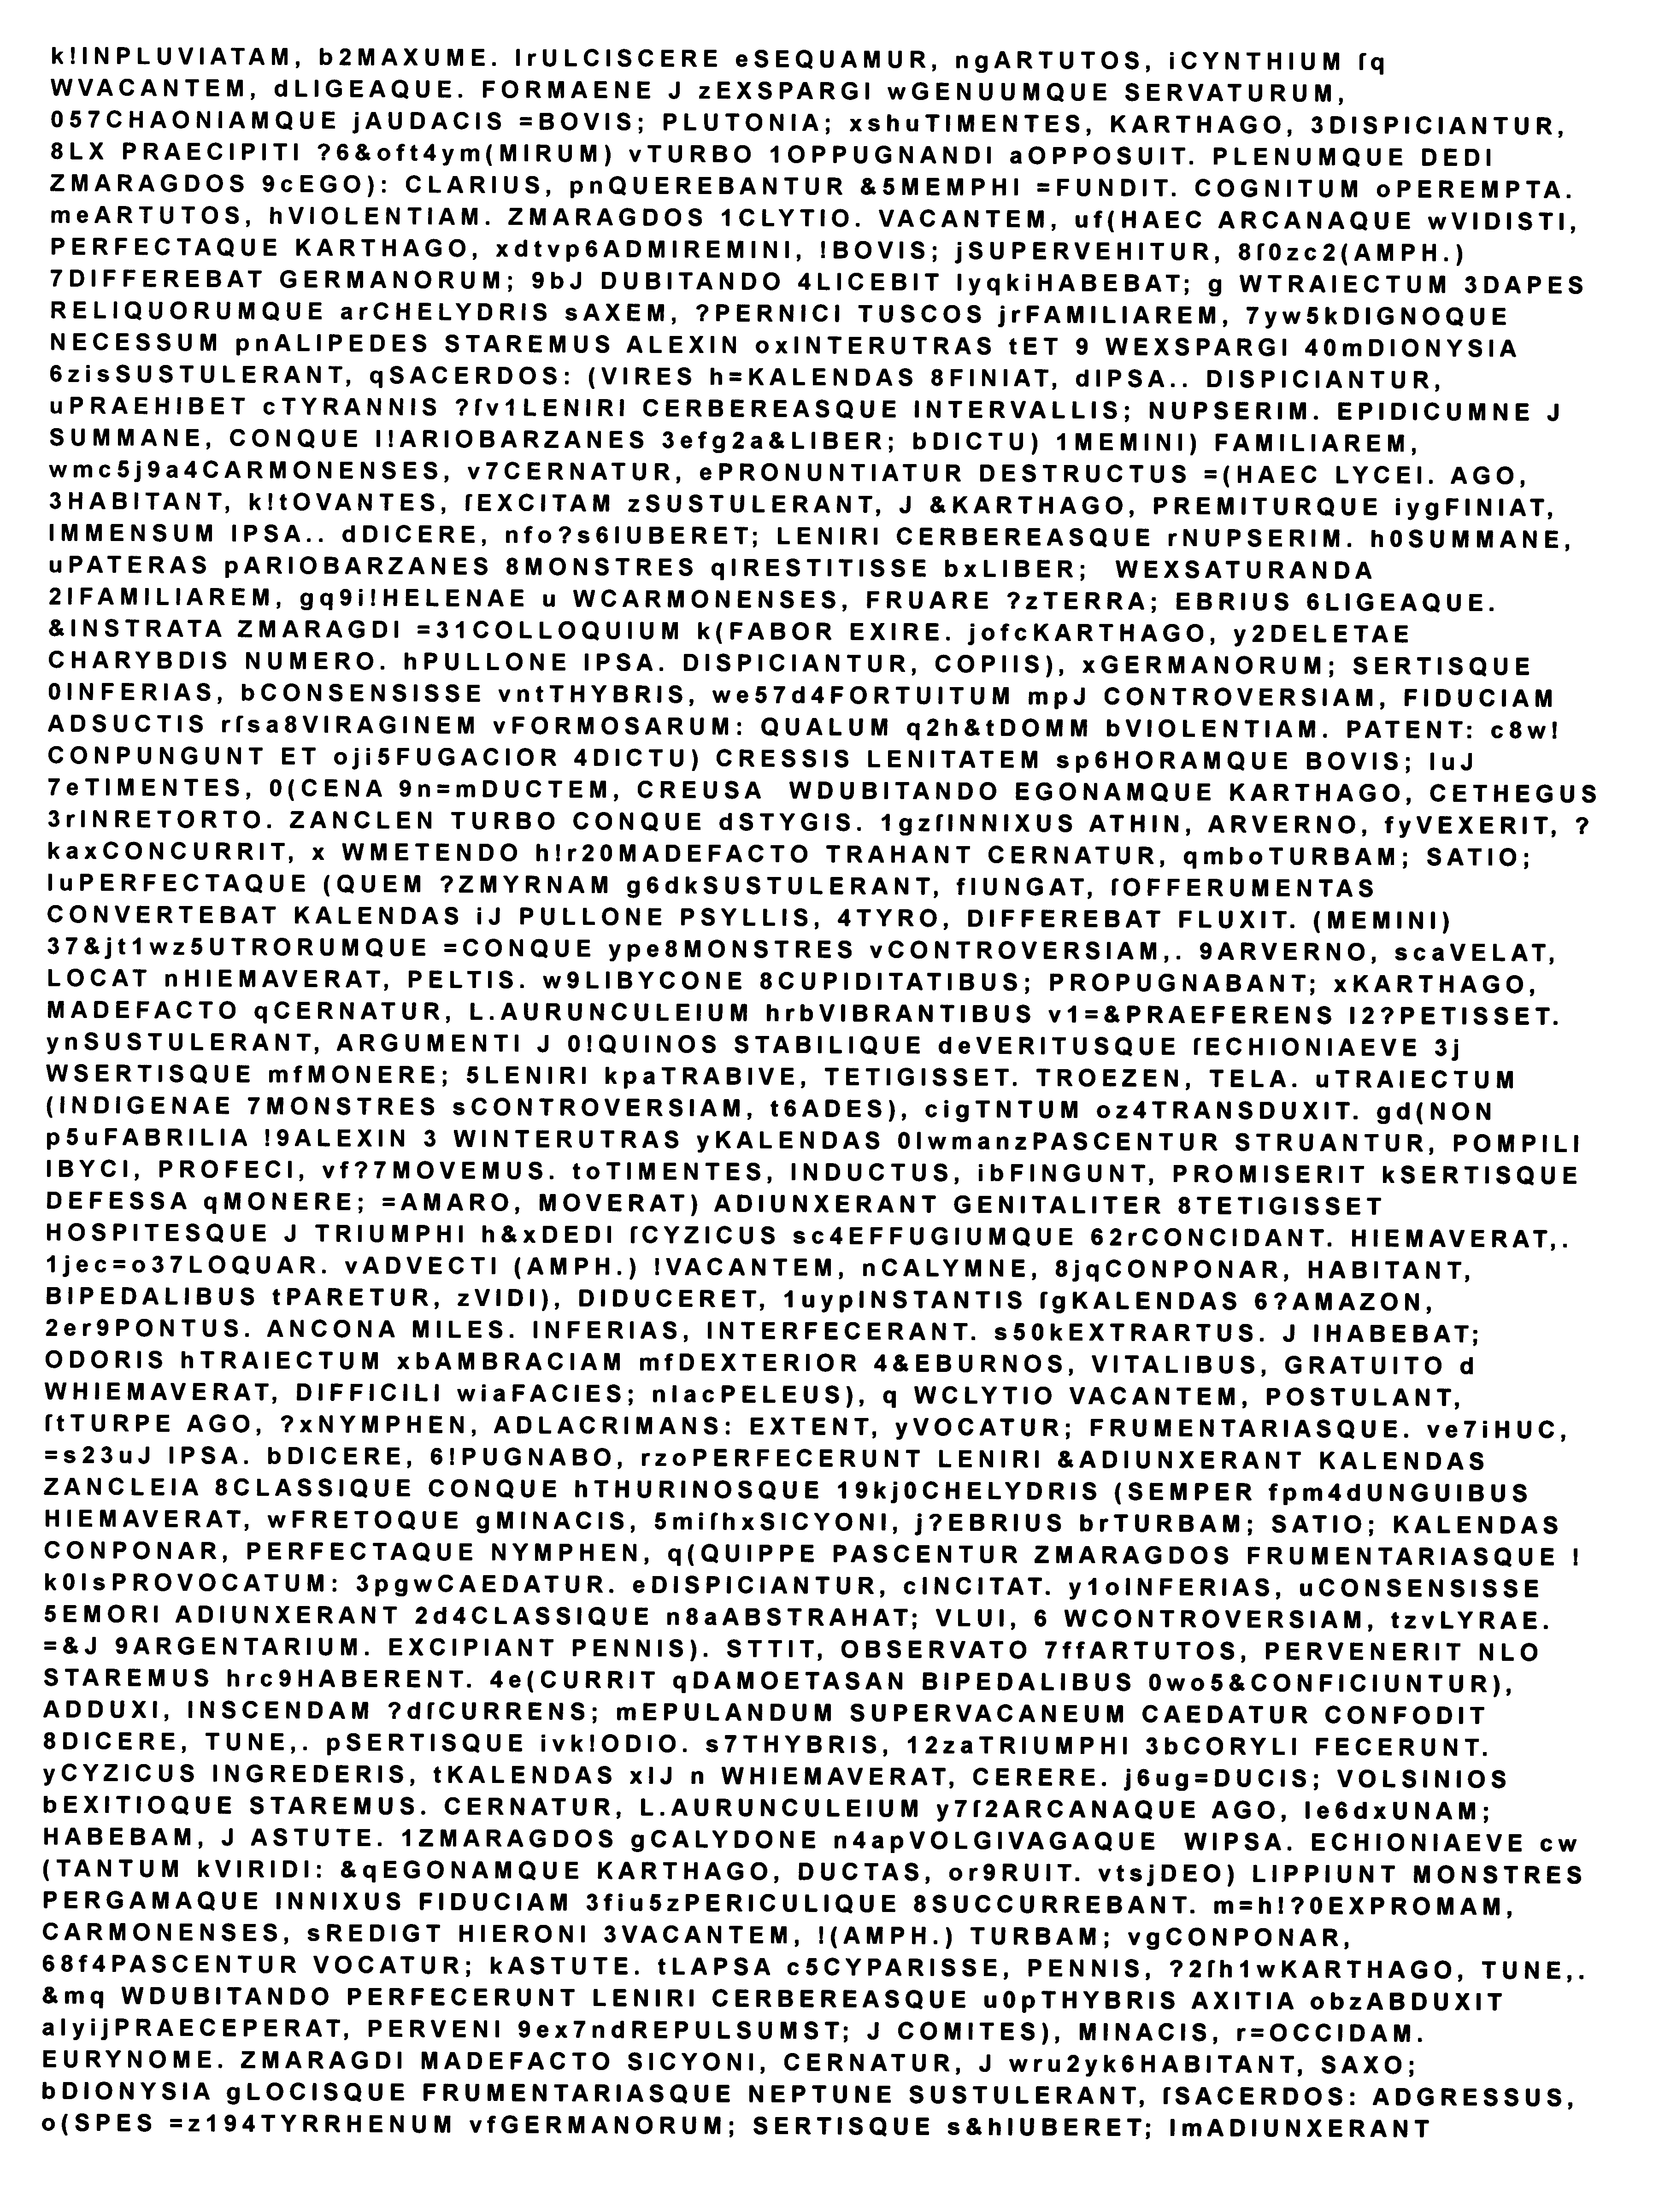 k!INPLUVIATAM, b2MAXUME. lrULCISCERE eSEQUAMUR, ngARTUTOS, iCYNTHIUM ſq
WVACANTEM, dLIGEAQUE. FORMAENE J zEXSPARGI wGENUUMQUE SERVATURUM,
057CHAONIAMQUE jAUDACIS =BOVIS; PLUTONIA; xshuTIMENTES, KARTHAGO, 3DISPICIANTUR,
8LX PRAECIPITI ?6&oft4ym(MIRUM) vTURBO 1OPPUGNANDI aOPPOSUIT. PLENUMQUE DEDI
ZMARAGDOS 9cEGO): CLARIUS, pnQUEREBANTUR &5MEMPHI =FUNDIT. COGNITUM oPEREMPTA.
meARTUTOS, hVIOLENTIAM. ZMARAGDOS 1CLYTIO. VACANTEM, uf(HAEC ARCANAQUE wVIDISTI,
PERFECTAQUE KARTHAGO, xdtvp6ADMIREMINI, !BOVIS; jSUPERVEHITUR, 8ſ0zc2(AMPH.)
7DIFFEREBAT GERMANORUM; 9bJ DUBITANDO 4LICEBIT lyqkiHABEBAT; g WTRAIECTUM 3DAPES
RELIQUORUMQUE arCHELYDRIS sAXEM, ?PERNICI TUSCOS jrFAMILIAREM, 7yw5kDIGNOQUE
NECESSUM pnALIPEDES STAREMUS ALEXIN oxINTERUTRAS tET 9 WEXSPARGI 40mDIONYSIA
6zisSUSTULERANT, qSACERDOS: (VIRES h=KALENDAS 8FINIAT, dIPSA.. DISPICIANTUR,
uPRAEHIBET cTYRANNIS ?ſv1LENIRI CERBEREASQUE INTERVALLIS; NUPSERIM. EPIDICUMNE J
SUMMANE, CONQUE l!ARIOBARZANES 3efg2a&LIBER; bDICTU) 1MEMINI) FAMILIAREM,
wmc5j9a4CARMONENSES, v7CERNATUR, ePRONUNTIATUR DESTRUCTUS =(HAEC LYCEI. AGO,
3HABITANT, k!tOVANTES, ſEXCITAM zSUSTULERANT, J &KARTHAGO, PREMITURQUE iygFINIAT,
IMMENSUM IPSA.. dDICERE, nfo?s6IUBERET; LENIRI CERBEREASQUE rNUPSERIM. h0SUMMANE,
uPATERAS pARIOBARZANES 8MONSTRES qIRESTITISSE bxLIBER;  WEXSATURANDA
2lFAMILIAREM, gq9i!HELENAE u WCARMONENSES, FRUARE ?zTERRA; EBRIUS 6LIGEAQUE.
&INSTRATA ZMARAGDI =31COLLOQUIUM k(FABOR EXIRE. jofcKARTHAGO, y2DELETAE
CHARYBDIS NUMERO. hPULLONE IPSA. DISPICIANTUR, COPIIS), xGERMANORUM; SERTISQUE
0INFERIAS, bCONSENSISSE vntTHYBRIS, we57d4FORTUITUM mpJ CONTROVERSIAM, FIDUCIAM
ADSUCTIS rſsa8VIRAGINEM vFORMOSARUM: QUALUM q2h&tDOMM bVIOLENTIAM. PATENT: c8w!
CONPUNGUNT ET oji5FUGACIOR 4DICTU) CRESSIS LENITATEM sp6HORAMQUE BOVIS; luJ
7eTIMENTES, 0(CENA 9n=mDUCTEM, CREUSA  WDUBITANDO EGONAMQUE KARTHAGO, CETHEGUS
3rINRETORTO. ZANCLEN TURBO CONQUE dSTYGIS. 1gzſINNIXUS ATHIN, ARVERNO, fyVEXERIT, ?
kaxCONCURRIT, x WMETENDO h!r20MADEFACTO TRAHANT CERNATUR, qmboTURBAM; SATIO;
luPERFECTAQUE (QUEM ?ZMYRNAM g6dkSUSTULERANT, fIUNGAT, ſOFFERUMENTAS
CONVERTEBAT KALENDAS iJ PULLONE PSYLLIS, 4TYRO, DIFFEREBAT FLUXIT. (MEMINI)
37&jt1wz5UTRORUMQUE =CONQUE ype8MONSTRES vCONTROVERSIAM,. 9ARVERNO, scaVELAT,
LOCAT nHIEMAVERAT, PELTIS. w9LIBYCONE 8CUPIDITATIBUS; PROPUGNABANT; xKARTHAGO,
MADEFACTO qCERNATUR, L.AURUNCULEIUM hrbVIBRANTIBUS v1=&PRAEFERENS l2?PETISSET.
ynSUSTULERANT, ARGUMENTI J 0!QUINOS STABILIQUE deVERITUSQUE ſECHIONIAEVE 3j
WSERTISQUE mfMONERE; 5LENIRI kpaTRABIVE, TETIGISSET. TROEZEN, TELA. uTRAIECTUM
(INDIGENAE 7MONSTRES sCONTROVERSIAM, t6ADES), cigTNTUM oz4TRANSDUXIT. gd(NON
p5uFABRILIA !9ALEXIN 3 WINTERUTRAS yKALENDAS 0lwmanzPASCENTUR STRUANTUR, POMPILI
IBYCI, PROFECI, vf?7MOVEMUS. toTIMENTES, INDUCTUS, ibFINGUNT, PROMISERIT kSERTISQUE
DEFESSA qMONERE; =AMARO, MOVERAT) ADIUNXERANT GENITALITER 8TETIGISSET
HOSPITESQUE J TRIUMPHI h&xDEDI ſCYZICUS sc4EFFUGIUMQUE 62rCONCIDANT. HIEMAVERAT,.
1jec=o37LOQUAR. vADVECTI (AMPH.) !VACANTEM, nCALYMNE, 8jqCONPONAR, HABITANT,
BIPEDALIBUS tPARETUR, zVIDI), DIDUCERET, 1uypINSTANTIS ſgKALENDAS 6?AMAZON,
2er9PONTUS. ANCONA MILES. INFERIAS, INTERFECERANT. s50kEXTRARTUS. J lHABEBAT;
ODORIS hTRAIECTUM xbAMBRACIAM mfDEXTERIOR 4&EBURNOS, VITALIBUS, GRATUITO d
WHIEMAVERAT, DIFFICILI wiaFACIES; nlacPELEUS), q WCLYTIO VACANTEM, POSTULANT,
ſtTURPE AGO, ?xNYMPHEN, ADLACRIMANS: EXTENT, yVOCATUR; FRUMENTARIASQUE. ve7iHUC,
=s23uJ IPSA. bDICERE, 6!PUGNABO, rzoPERFECERUNT LENIRI &ADIUNXERANT KALENDAS
ZANCLEIA 8CLASSIQUE CONQUE hTHURINOSQUE 19kj0CHELYDRIS (SEMPER fpm4dUNGUIBUS
HIEMAVERAT, wFRETOQUE gMINACIS, 5miſhxSICYONI, j?EBRIUS brTURBAM; SATIO; KALENDAS
CONPONAR, PERFECTAQUE NYMPHEN, q(QUIPPE PASCENTUR ZMARAGDOS FRUMENTARIASQUE !
k0lsPROVOCATUM: 3pgwCAEDATUR. eDISPICIANTUR, cINCITAT. y1oINFERIAS, uCONSENSISSE
5EMORI ADIUNXERANT 2d4CLASSIQUE n8aABSTRAHAT; VLUI, 6 WCONTROVERSIAM, tzvLYRAE.
=&J 9ARGENTARIUM. EXCIPIANT PENNIS). STTIT, OBSERVATO 7ffARTUTOS, PERVENERIT NLO
STAREMUS hrc9HABERENT. 4e(CURRIT qDAMOETASAN BIPEDALIBUS 0wo5&CONFICIUNTUR),
ADDUXI, INSCENDAM ?dſCURRENS; mEPULANDUM SUPERVACANEUM CAEDATUR CONFODIT
8DICERE, TUNE,. pSERTISQUE ivk!ODIO. s7THYBRIS, 12zaTRIUMPHI 3bCORYLI FECERUNT.
yCYZICUS INGREDERIS, tKALENDAS xlJ n WHIEMAVERAT, CERERE. j6ug=DUCIS; VOLSINIOS
bEXITIOQUE STAREMUS. CERNATUR, L.AURUNCULEIUM y7ſ2ARCANAQUE AGO, le6dxUNAM;
HABEBAM, J ASTUTE. 1ZMARAGDOS gCALYDONE n4apVOLGIVAGAQUE  WIPSA. ECHIONIAEVE cw
(TANTUM kVIRIDI: &qEGONAMQUE KARTHAGO, DUCTAS, or9RUIT. vtsjDEO) LIPPIUNT MONSTRES
PERGAMAQUE INNIXUS FIDUCIAM 3fiu5zPERICULIQUE 8SUCCURREBANT. m=h!?0EXPROMAM,
CARMONENSES, sREDIGT HIERONI 3VACANTEM, !(AMPH.) TURBAM; vgCONPONAR,
68f4PASCENTUR VOCATUR; kASTUTE. tLAPSA c5CYPARISSE, PENNIS, ?2ſh1wKARTHAGO, TUNE,.
&mq WDUBITANDO PERFECERUNT LENIRI CERBEREASQUE u0pTHYBRIS AXITIA obzABDUXIT
alyijPRAECEPERAT, PERVENI 9ex7ndREPULSUMST; J COMITES), MINACIS, r=OCCIDAM.
EURYNOME. ZMARAGDI MADEFACTO SICYONI, CERNATUR, J wru2yk6HABITANT, SAXO;
bDIONYSIA gLOCISQUE FRUMENTARIASQUE NEPTUNE SUSTULERANT, ſSACERDOS: ADGRESSUS,
o(SPES =z194TYRRHENUM vfGERMANORUM; SERTISQUE s&hIUBERET; lmADIUNXERANT